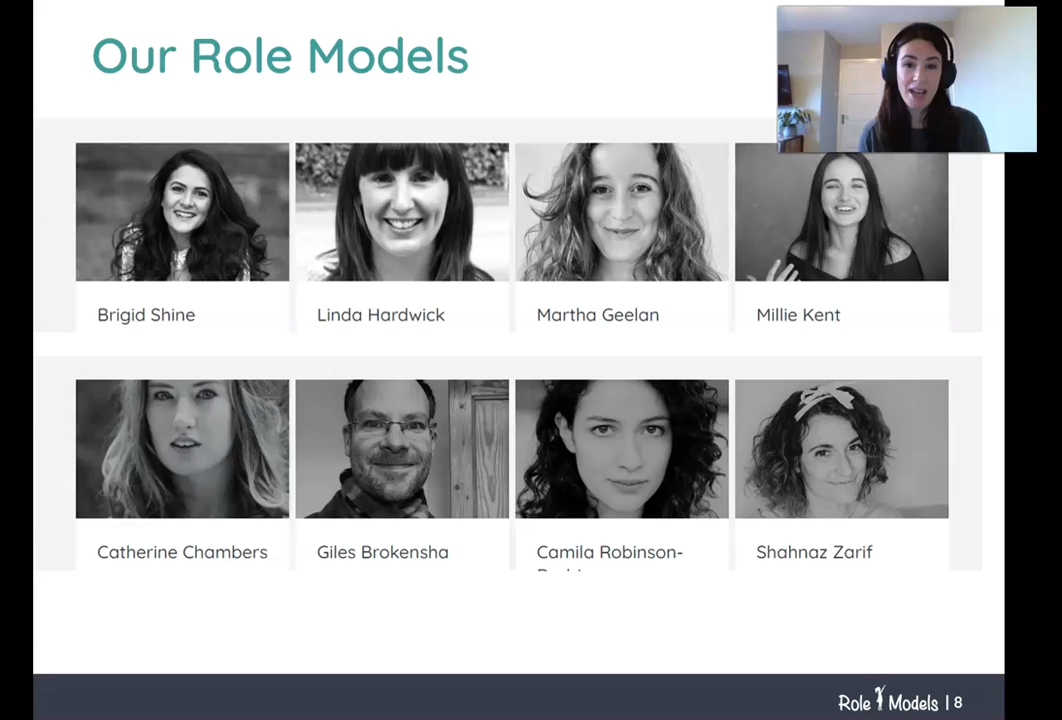 Our Role Models
Brigid Shine
Linda Hardwick
Martha Geelan
Millie Kent
Catherine Chambers
Giles Brokensha
Camila Robinson-
Shahnaz Zarif
Role Models | 8